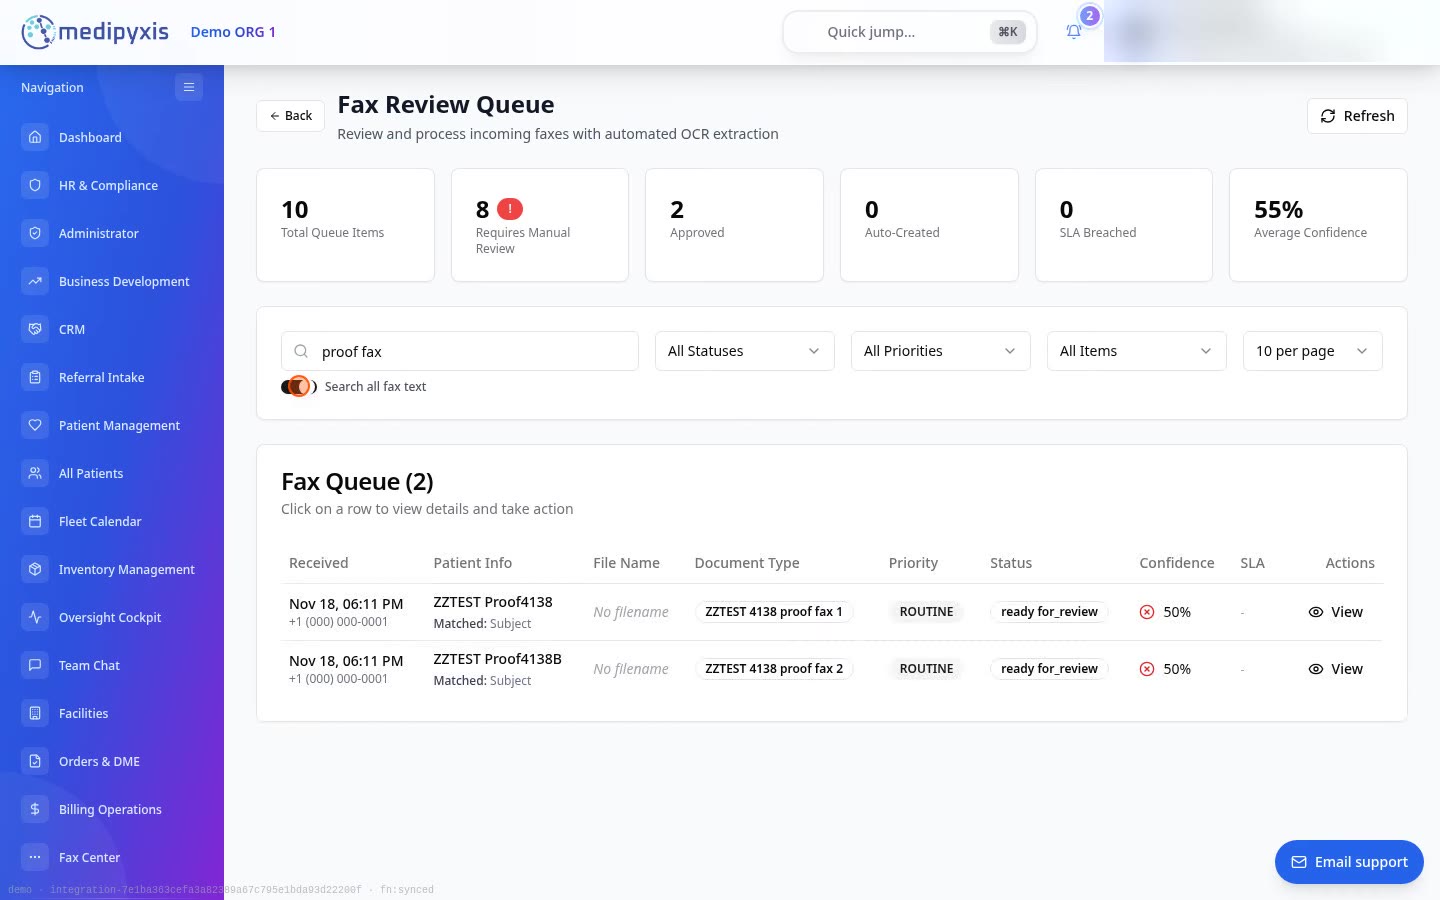 medipyxis
Demo ORG 1
Quick jump...
⌘K
2
Navigation
Dashboard
HR & Compliance
Administrator
Business Development
CRM
Referral Intake
Patient Management
All Patients
Fleet Calendar
Inventory Management
Oversight Cockpit
Team Chat
Facilities
Orders & DME
Billing Operations
Fax Center
Back
Fax Review Queue
Review and process incoming faxes with automated OCR extraction
Refresh
10
Total Queue Items
8 !
Requires Manual
Review
2
Approved
0
Auto-Created
0
SLA Breached
55%
Average Confidence
proof fax
All Statuses
All Priorities
All Items
10 per page
Search all fax text
Fax Queue (2)
Click on a row to view details and take action
Received Patient Info File Name Document Type Priority Status Confidence SLA Actions
Nov 18, 06:11 PM ZZTEST Proof4138 No filename ZZTEST 4138 proof fax 1 ROUTINE ready for_review 50% - View
+1 (000) 000-0001 Matched: Subject
Nov 18, 06:11 PM ZZTEST Proof4138B No filename ZZTEST 4138 proof fax 2 ROUTINE ready for_review 50% - View
+1 (000) 000-0001 Matched: Subject
Email support